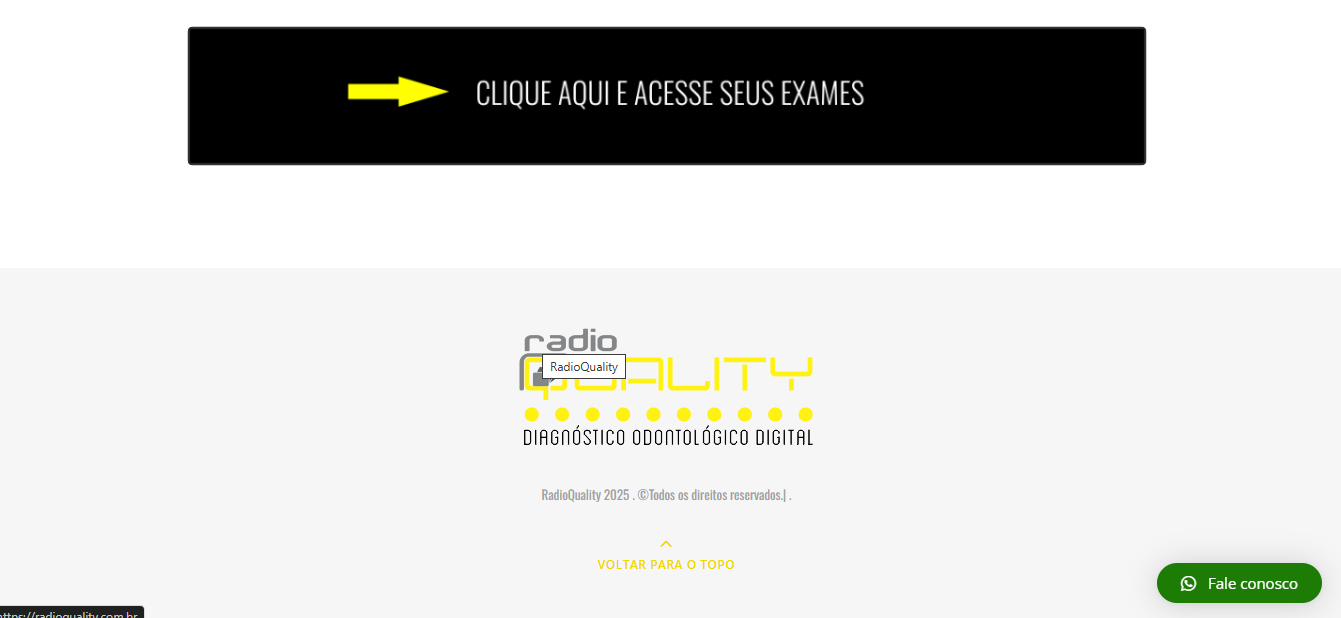 CLIQUE AQUI E ACESSE SEUS EXAMES
radio
QUALITY
RadioQuality
DIAGNÓSTICO ODONTOLÓGICO DIGITAL
RadioQuality 2025 . ©Todos os direitos reservados.| .
VOLTAR PARA O TOPO
Fale conosco
https://radioquality.com.br